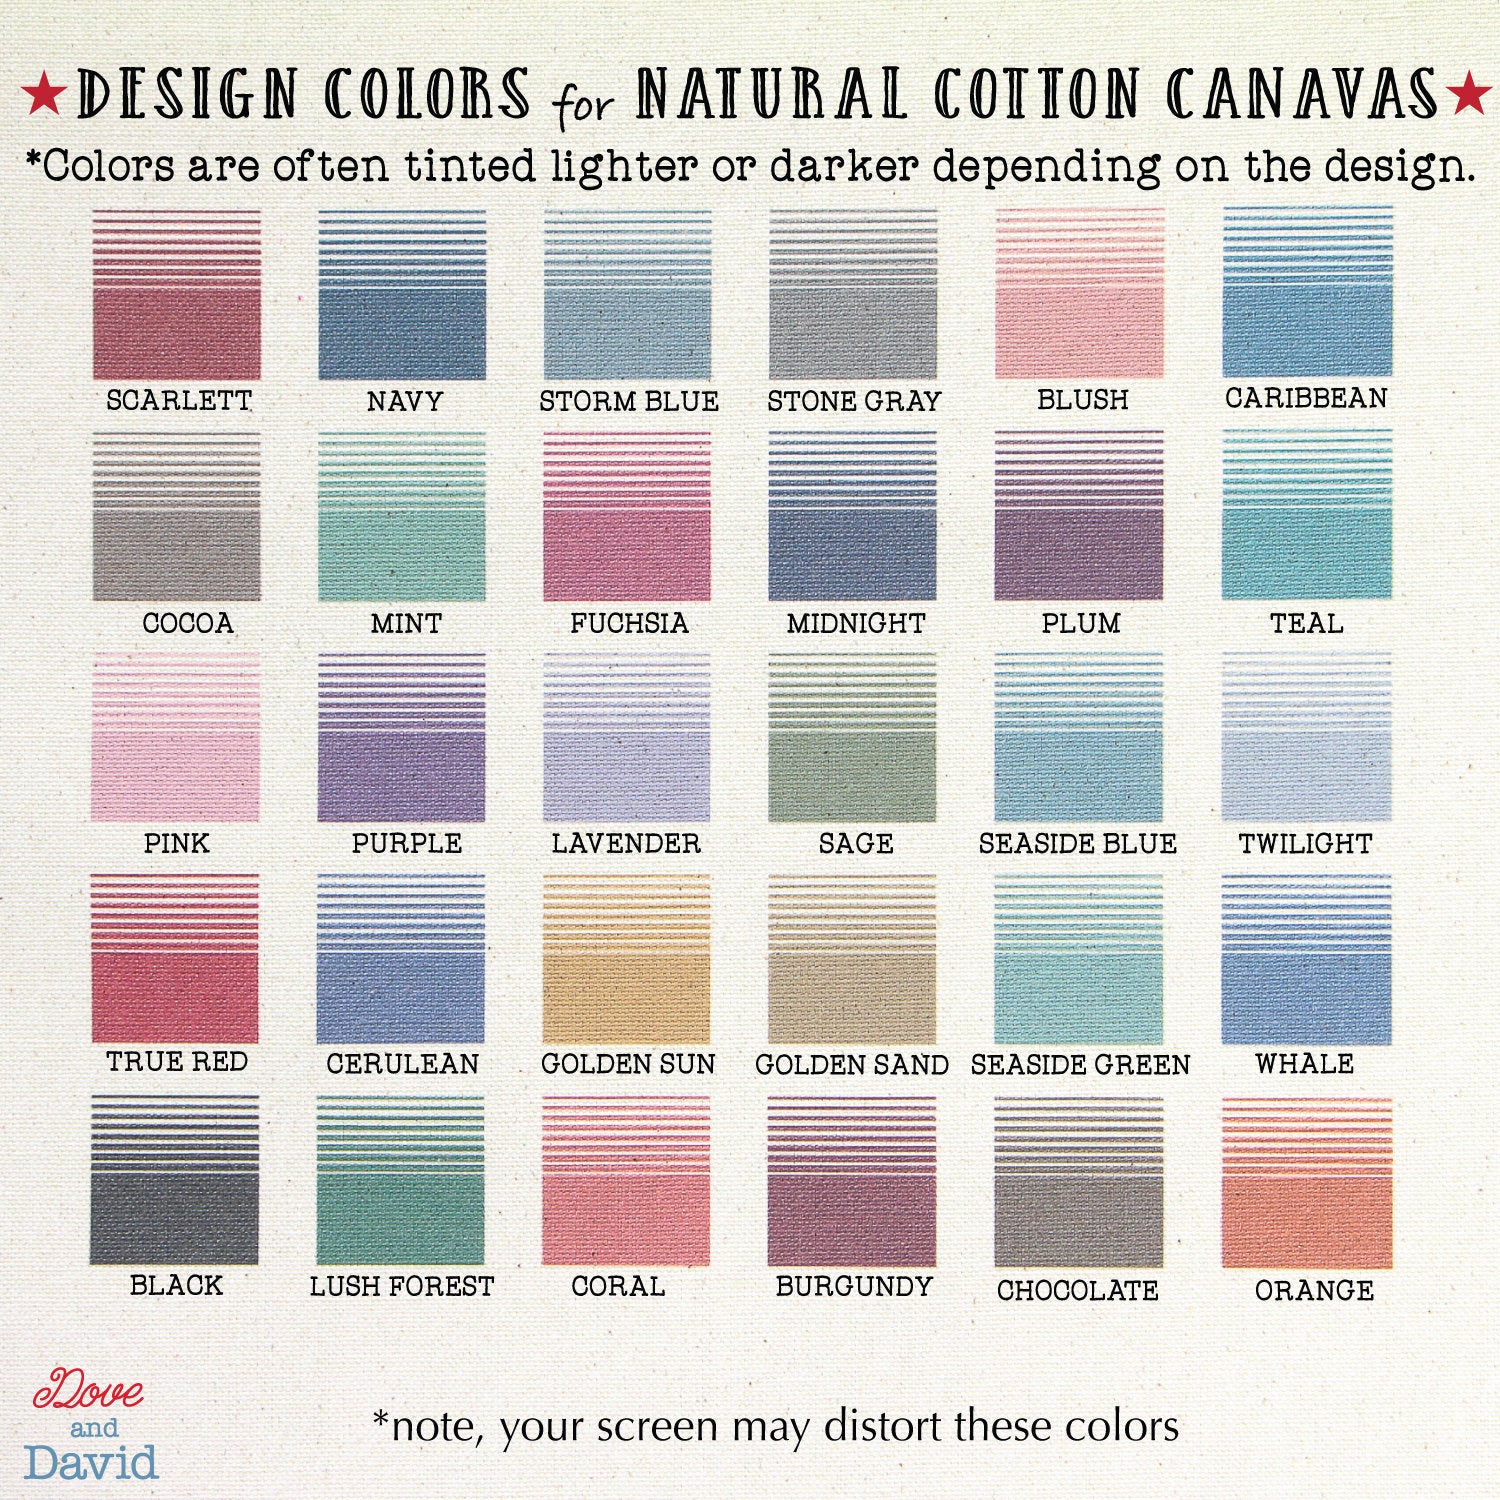 DESIGN COLORS for NATURAL COTTON CANAVAS
*Colors are often tinted lighter or darker depending on the design.
SCARLETT NAVY STORM BLUE STONE GRAY BLUSH CARIBBEAN
COCOA MINT FUCHSIA MIDNIGHT PLUM TEAL
PINK PURPLE LAVENDER SAGE SEASIDE BLUE TWILIGHT
TRUE RED CERULEAN GOLDEN SUN GOLDEN SAND SEASIDE GREEN WHALE
BLACK LUSH FOREST CORAL BURGUNDY CHOCOLATE ORANGE
Dove
and
David
*note, your screen may distort these colors